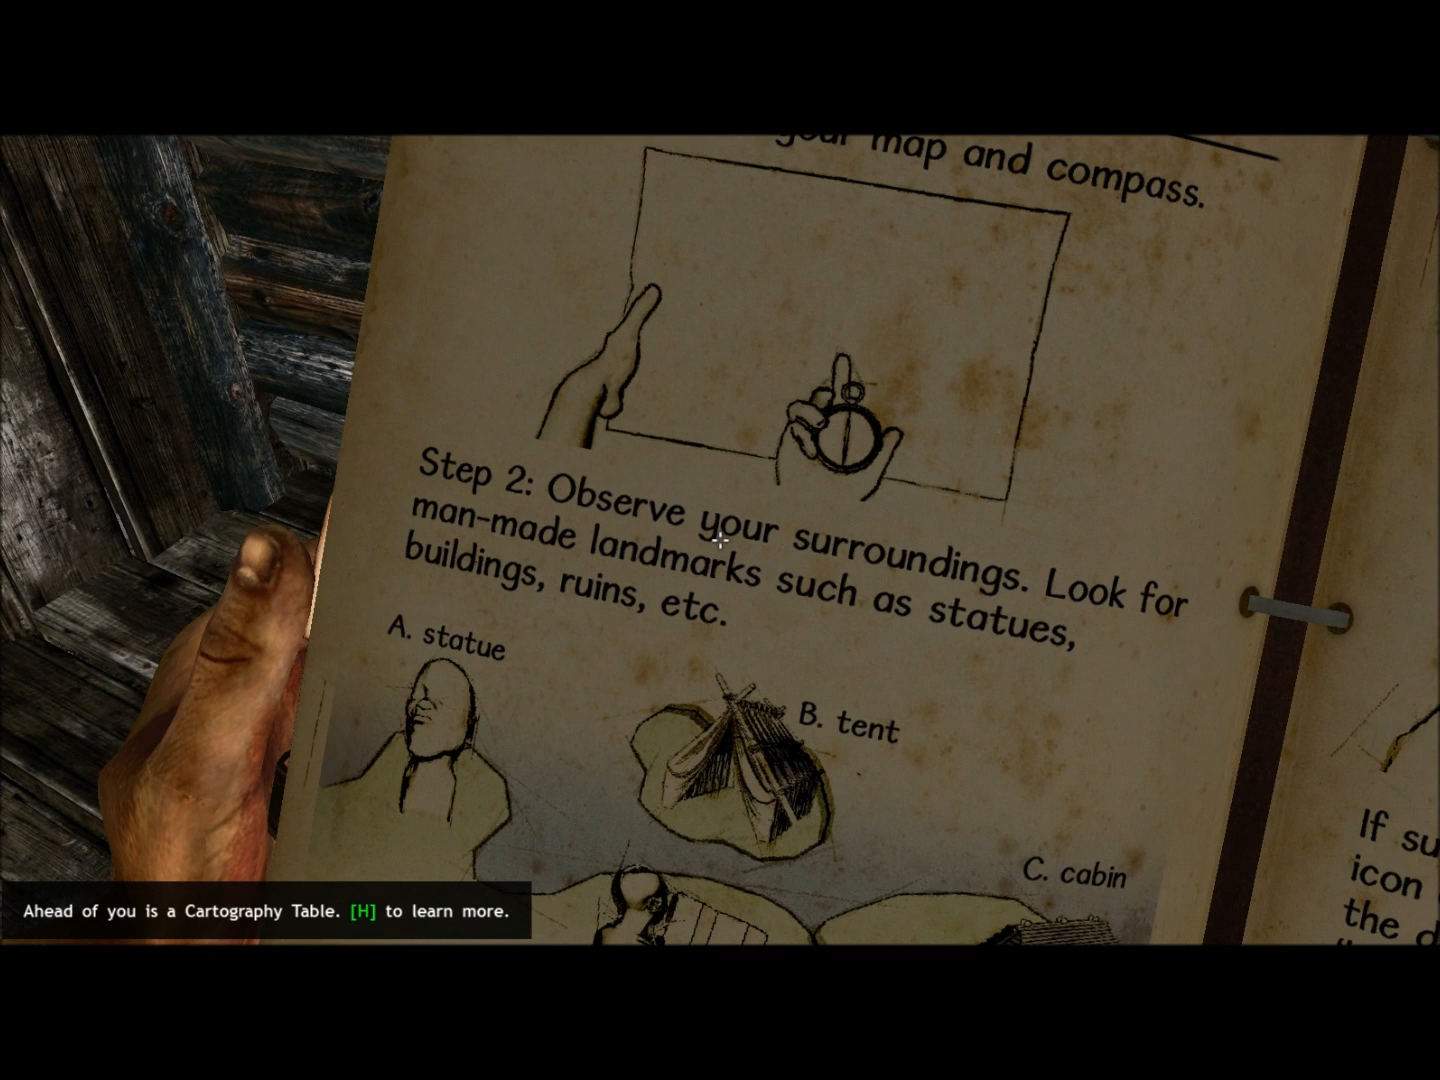 your map and compass.
Step 2: Observe your surroundings. Look for
man-made landmarks such as statues,
buildings, ruins, etc.
A. statue
B. tent
C. cabin
If su
icon
the d
Ahead of you is a Cartography Table. [H] to learn more.